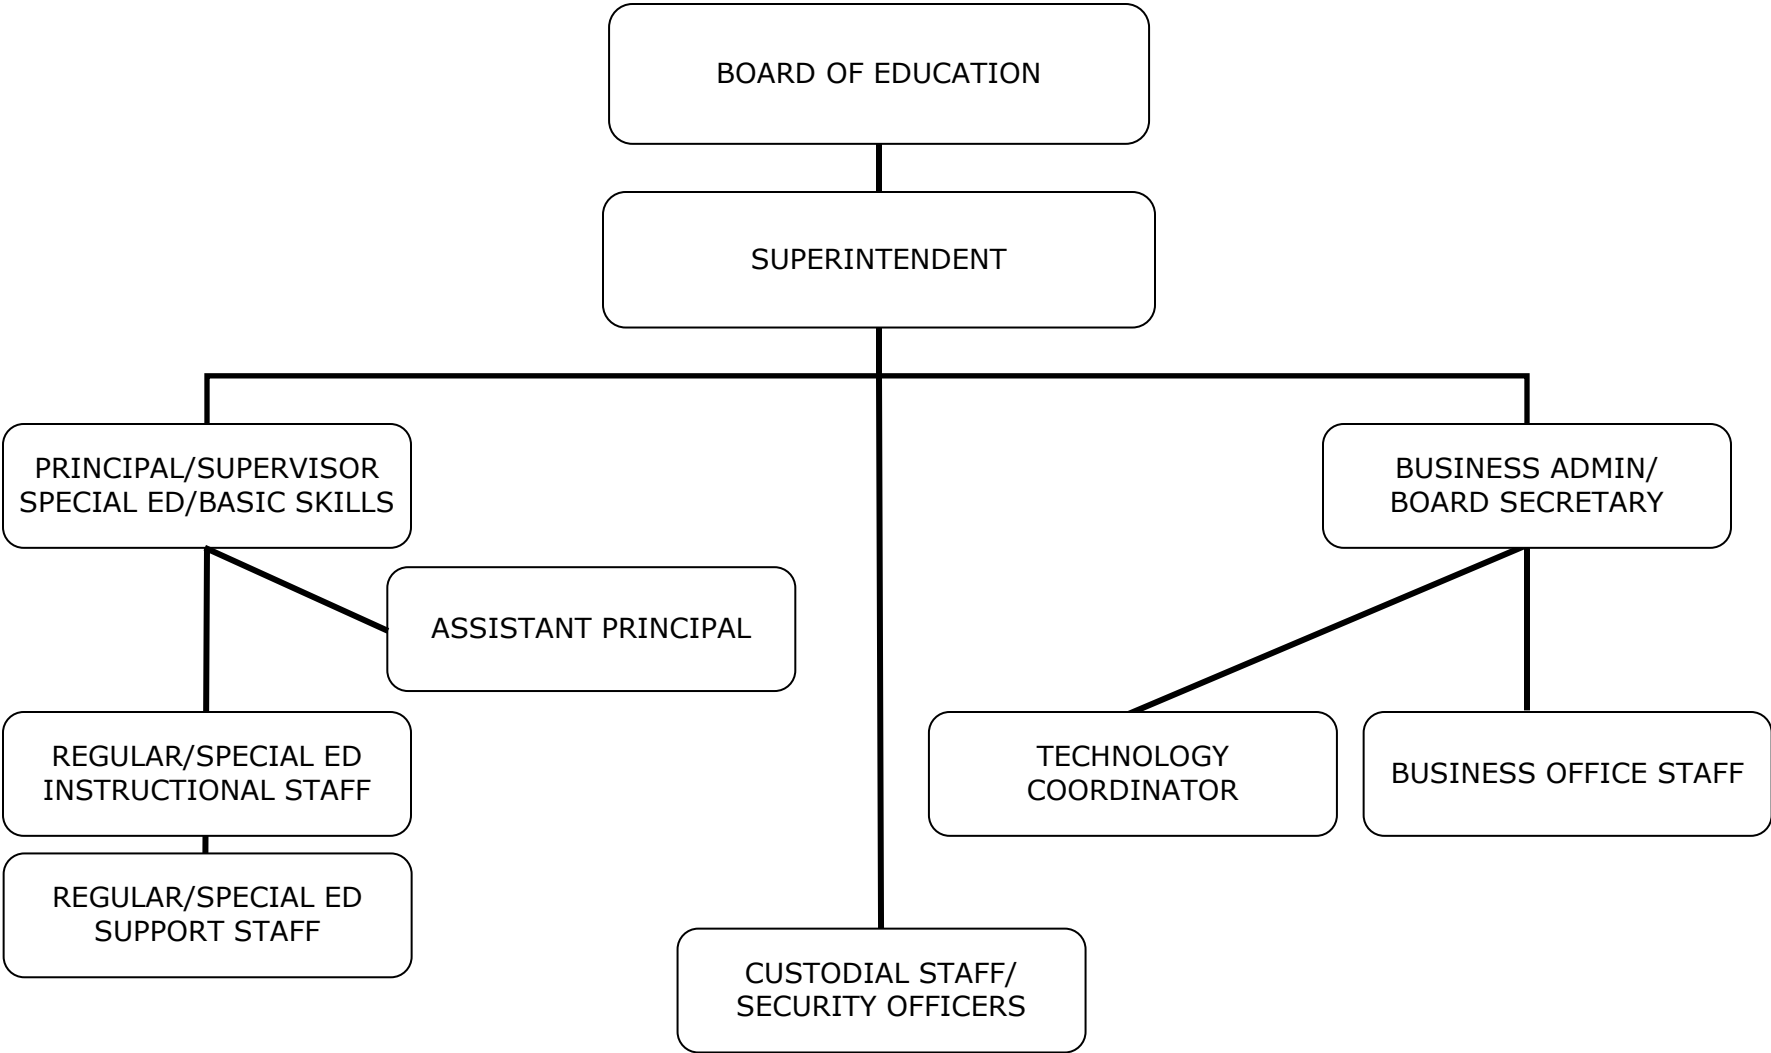 BOARD OF EDUCATION
SUPERINTENDENT
PRINCIPAL/SUPERVISOR
SPECIAL ED/BASIC SKILLS
BUSINESS ADMIN/
BOARD SECRETARY
ASSISTANT PRINCIPAL
REGULAR/SPECIAL ED
INSTRUCTIONAL STAFF
TECHNOLOGY
COORDINATOR
BUSINESS OFFICE STAFF
REGULAR/SPECIAL ED
SUPPORT STAFF
CUSTODIAL STAFF/
SECURITY OFFICERS